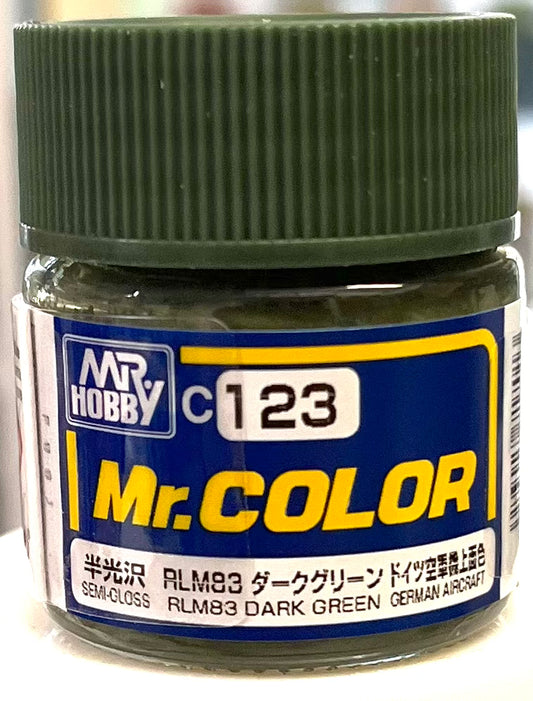 MR. HOBBY
C123
Mr.COLOR
半光沢 RLM83 ダークグリーン ドイツ空軍機上面色
SEMI-GLOSS RLM83 DARK GREEN GERMAN AIRCRAFT